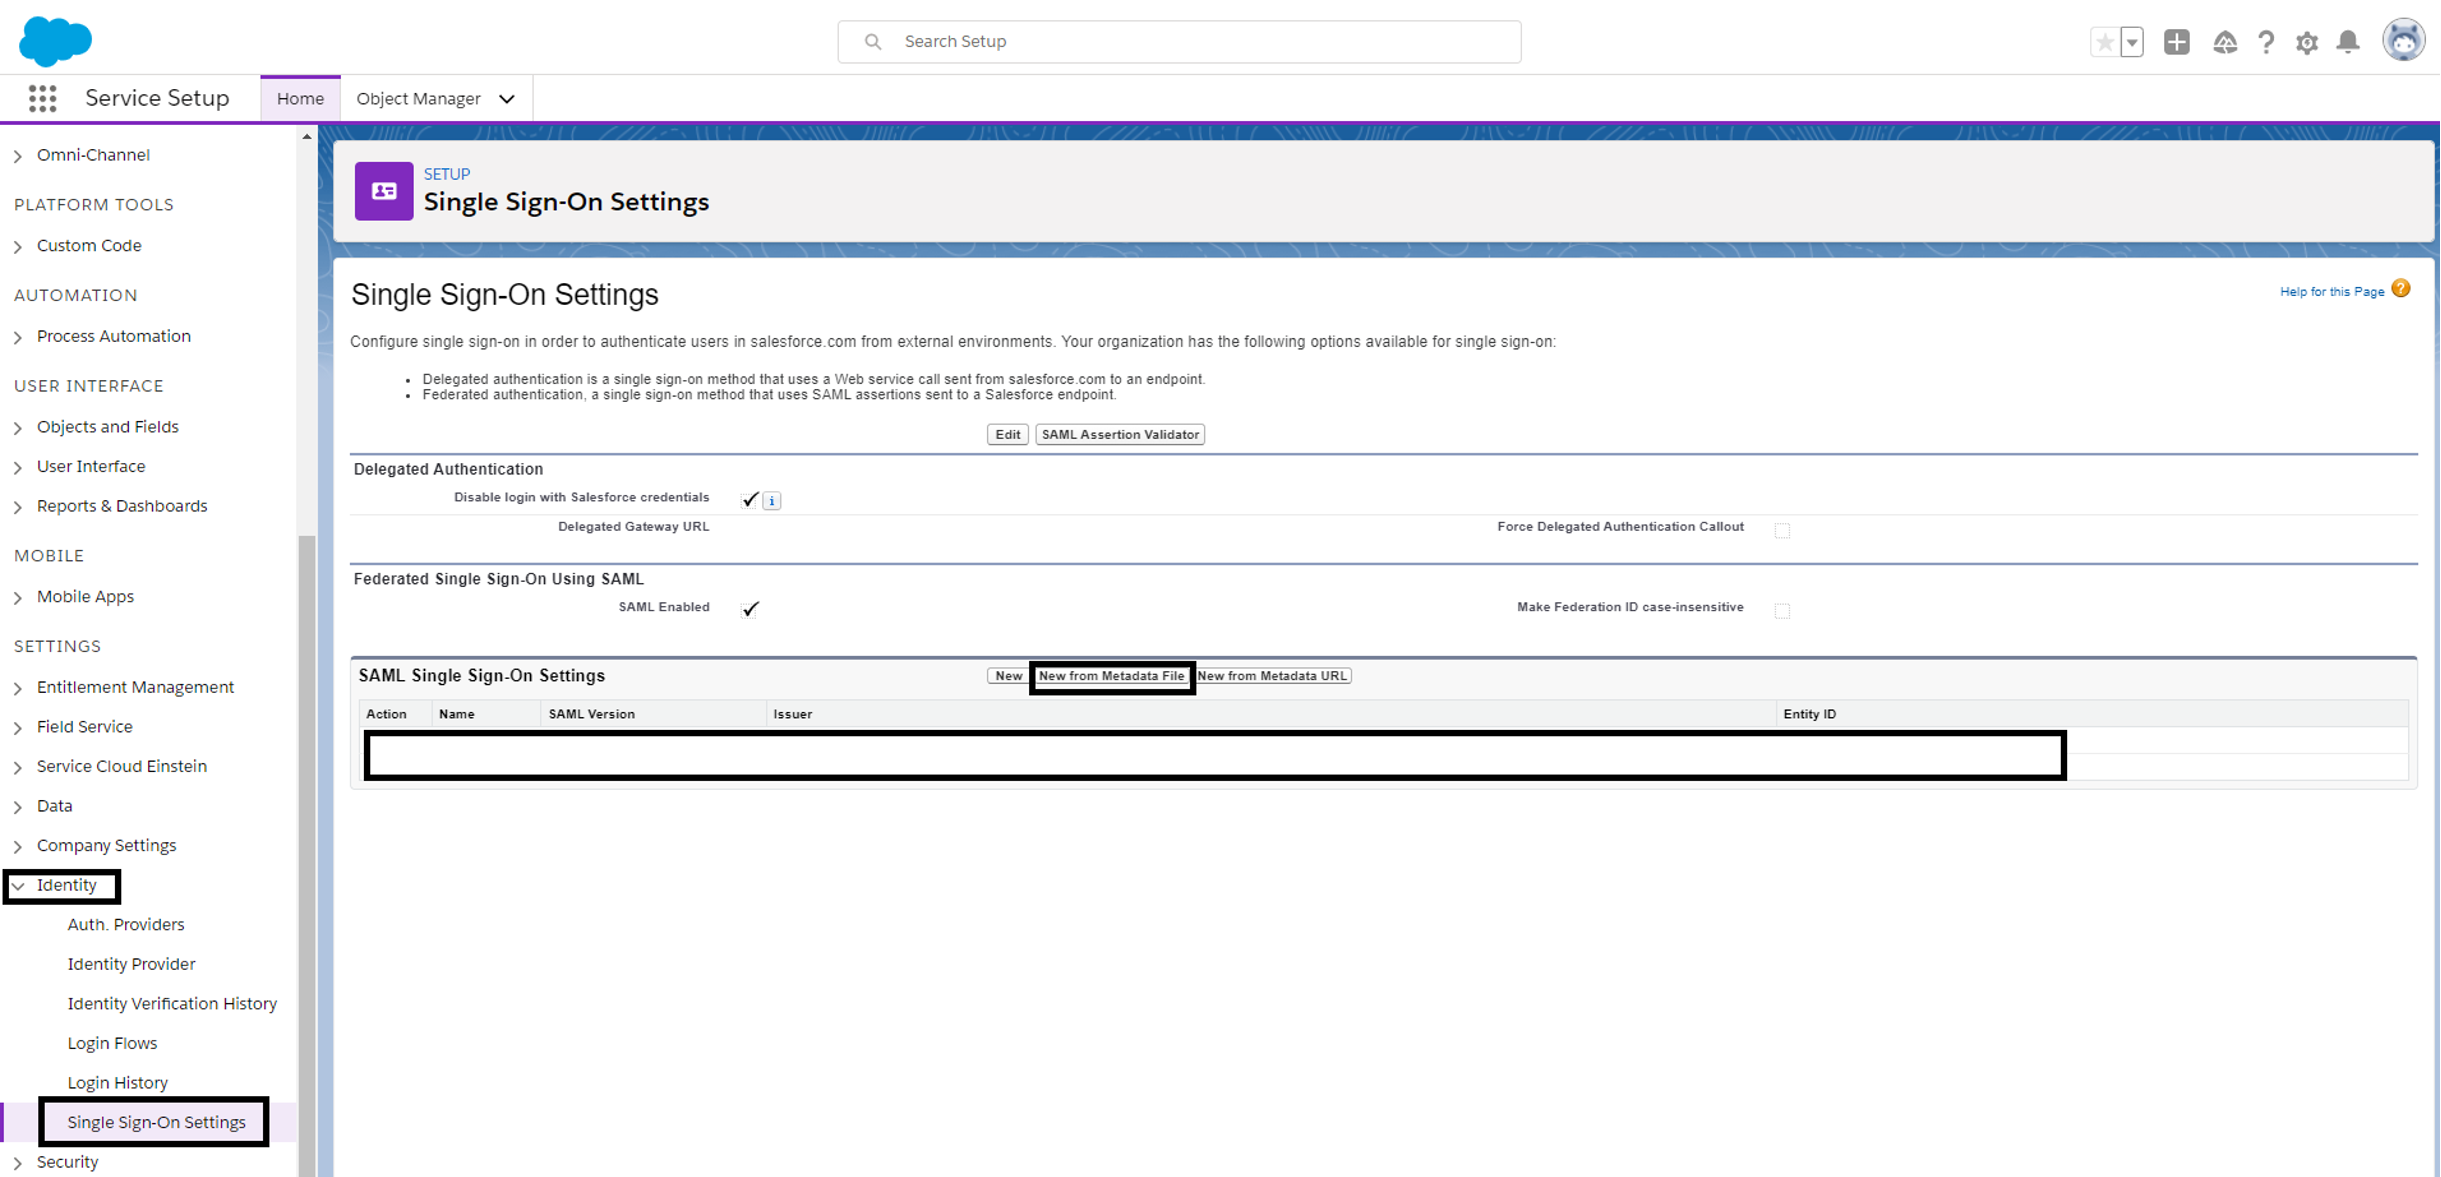 Search Setup
Service Setup
Home
Object Manager
Omni-Channel
PLATFORM TOOLS
Custom Code
AUTOMATION
Process Automation
USER INTERFACE
Objects and Fields
User Interface
Reports & Dashboards
MOBILE
Mobile Apps
SETTINGS
Entitlement Management
Field Service
Service Cloud Einstein
Data
Company Settings
Identity
Auth. Providers
Identity Provider
Identity Verification History
Login Flows
Login History
Single Sign-On Settings
Security
SETUP
Single Sign-On Settings
Single Sign-On Settings
Help for this Page ?
Configure single sign-on in order to authenticate users in salesforce.com from external environments. Your organization has the following options available for single sign-on:
• Delegated authentication is a single sign-on method that uses a Web service call sent from salesforce.com to an endpoint.
• Federated authentication, a single sign-on method that uses SAML assertions sent to a Salesforce endpoint.
Edit SAML Assertion Validator
Delegated Authentication
Disable login with Salesforce credentials i
Delegated Gateway URL Force Delegated Authentication Callout
Federated Single Sign-On Using SAML
SAML Enabled Make Federation ID case-insensitive
SAML Single Sign-On Settings New New from Metadata File New from Metadata URL
Action Name SAML Version Issuer Entity ID